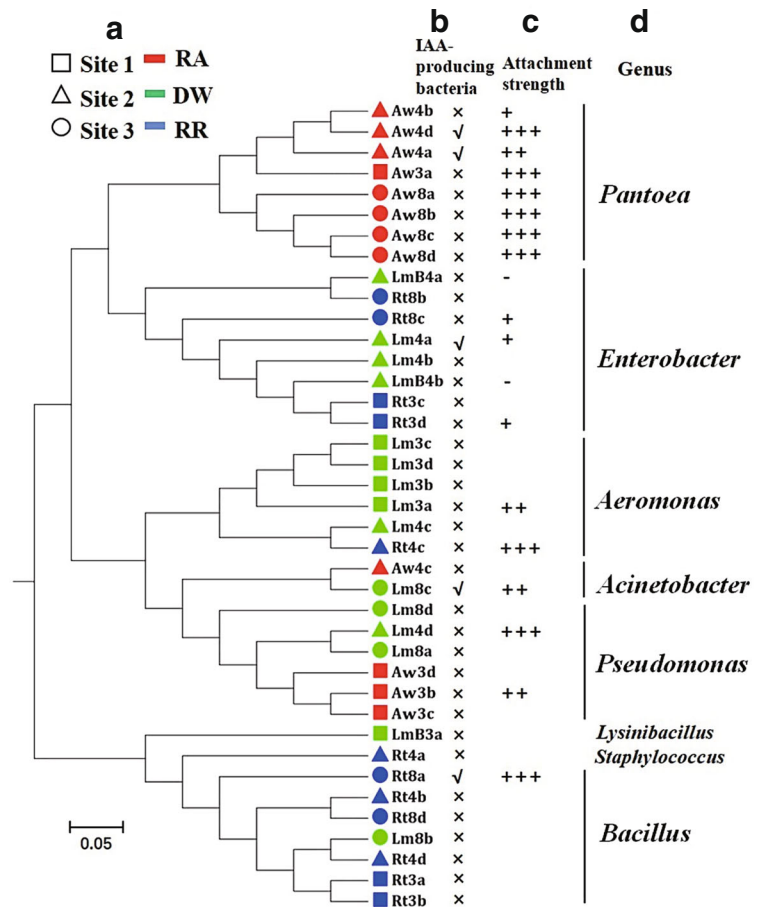 a
b
c
d
Site 1 RA
Site 2 DW
Site 3 RR
IAA-
producing
bacteria
Attachment
strength
Genus
Aw4b × +
Aw4d √ +++
Aw4a √ ++
Aw3a × +++
Aw8a × +++
Aw8b × +++
Aw8c × +++
Aw8d × +++
Pantoea
LmB4a × -
Rt8b ×
Rt8c × +
Lm4a √ +
Lm4b ×
LmB4b × -
Rt3c ×
Rt3d × +
Enterobacter
Lm3c ×
Lm3d ×
Lm3b ×
Lm3a × ++
Lm4c ×
Rt4c × +++
Aeromonas
Aw4c ×
Lm8c √ ++
Acinetobacter
Lm8d ×
Lm4d × +++
Lm8a ×
Aw3d ×
Aw3b × ++
Aw3c ×
Pseudomonas
LmB3a × Lysinibacillus
Rt4a × Staphylococcus
Rt8a √ +++
Rt4b ×
Rt8d ×
Lm8b ×
Rt4d ×
Rt3a ×
Rt3b ×
Bacillus
0.05